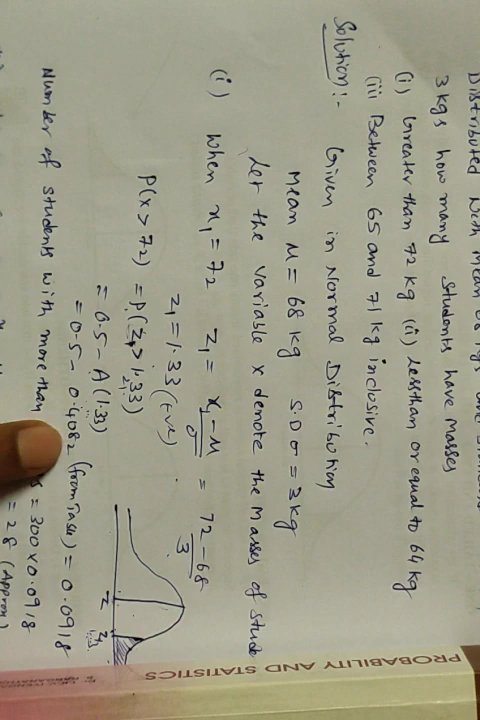 Distributed with mean 68 kgs and standard
3 kgs how many students have masses
(i) Greater than 72 kg (ii) less than or equal to 64 kg
(iii) Between 65 and 71 kg inclusive.
Solution:- Given in Normal Distribution
Mean M = 68 kg S.D σ = 3 kg
Let the variable x denote the Masses of stude
(i) When x₁ = 72 z₁ = x₁ - M / σ = 72 - 68 / 3
z₁ = 1.33 (+ve)
P(x > 72) = P(z₁ > 1.33)
= 0.5 - A(1.33)
= 0.5 - 0.4082 (from Table) = 0.0918
Number of students with more than = 300 x 0.0918
= 28 (Approx)
z z₁
PROBABILITY AND STATISTICS